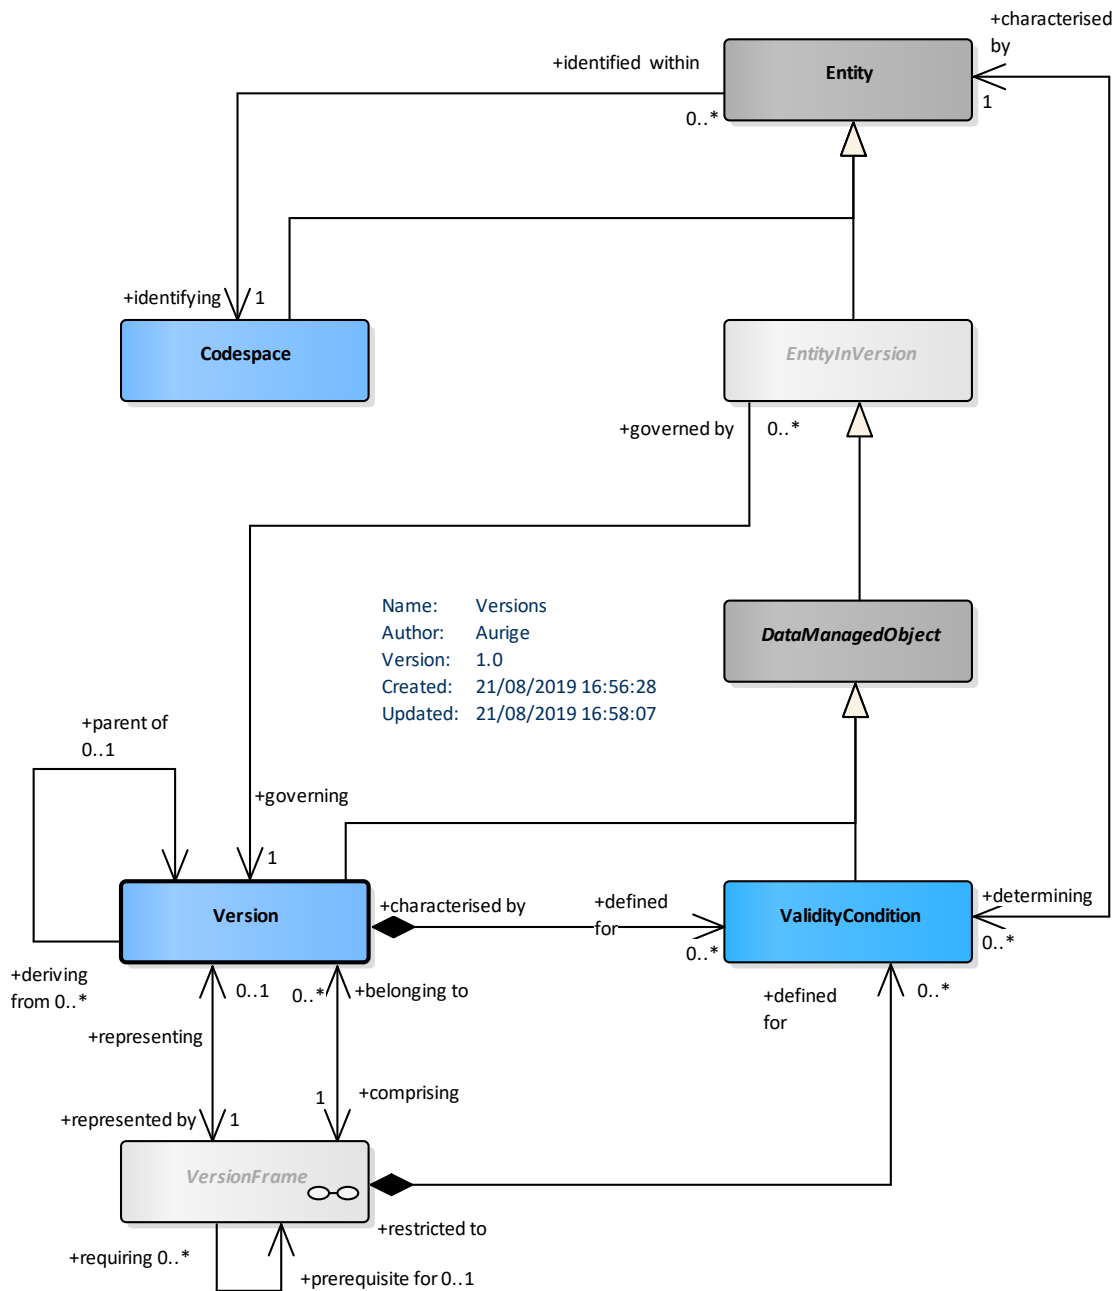 +characterised
by
+identified  within
Entity
1
0..*
+identifying
1
Codespace
EntityInVersion
+governed by
0..*
Name: Versions
Author: Aurige
Version: 1.0
Created: 21/08/2019 16:56:28
Updated: 21/08/2019 16:58:07
DataManagedObject
+parent of
0..1
+governing
1
Version
+characterised by
+defined
for
0..*
ValidityCondition
+determining
0..*
+deriving
from 0..*
0..1
0..*
+belonging to
+defined
for
0..*
+representing
+comprising
1
+represented by
1
VersionFrame
+restricted to
+requiring 0..*
+prerequisite for 0..1